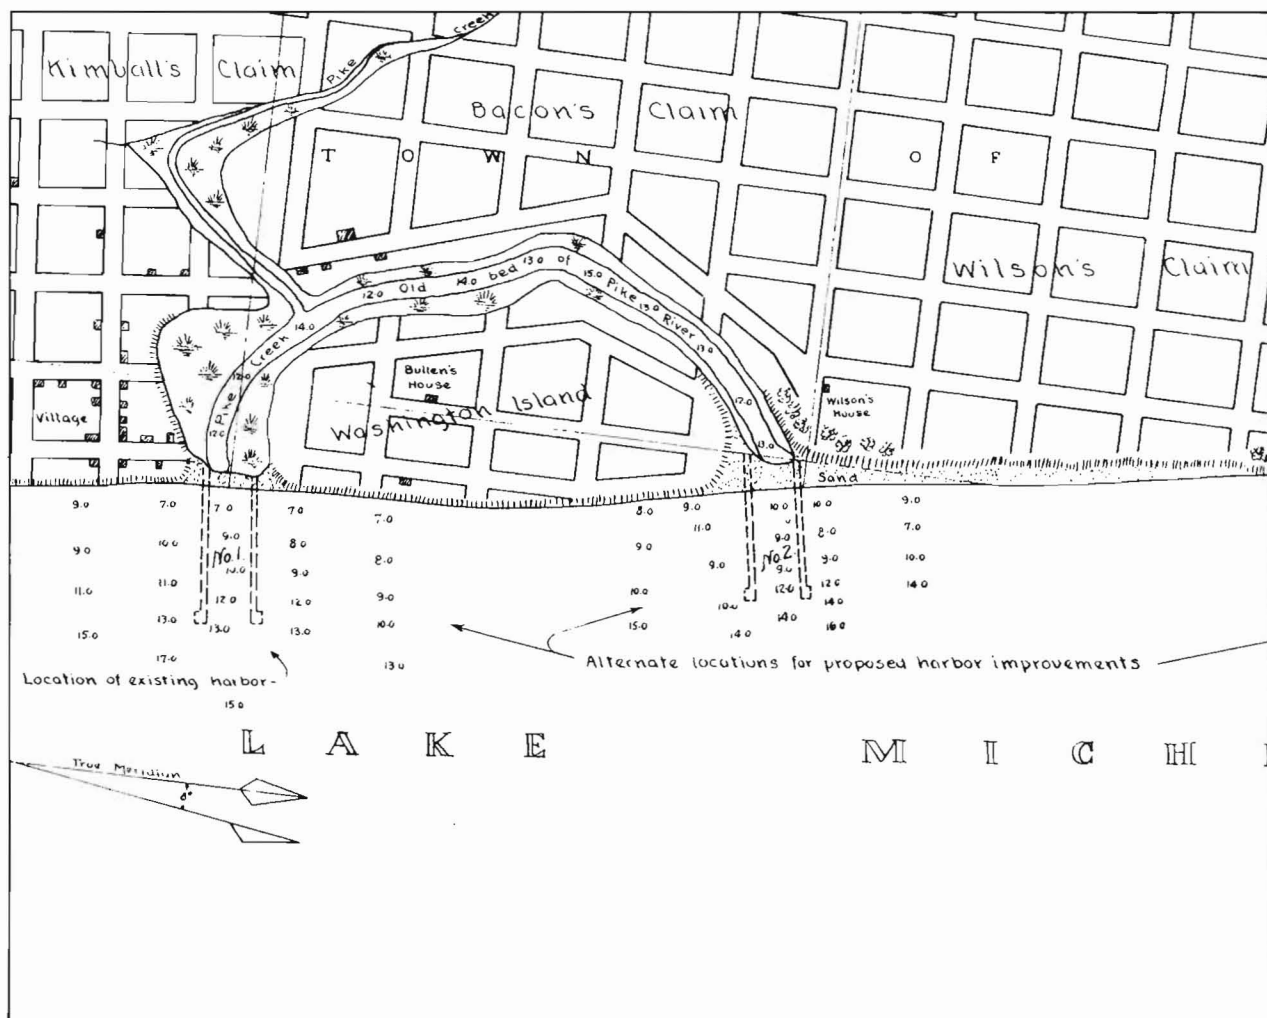 Creek
Pike
Kimball's Claim
Bacon's Claim
T O W N O F
Wilson's Claim
Old bed of Pike River
12.0 14.0 13.0 15.0 13.0 13.0 17.0 13.0
14.0
Pike Creek
12.0
12.0
Bullen's
House
Washington Island
Village
Wilson's
House
Sand
9.0 7.0 7.0 7.0 7.0 8.0 9.0 10.0 10.0 9.0
11.0 7.0
9.0 10.0 9.0 8.0 8.0 9.0 9.0 8.0
No.1. No.2
10.0 9.0 9.0 9.0 9.0 10.0
11.0 11.0 12.0 12.0 9.0 10.0 10.0 12.0 12.0 14.0
14.0
15.0 13.0 13.0 13.0 10.0 15.0 14.0 14.0 16.0
17.0 13.0
Alternate locations for proposed harbor improvements
Location of existing harbor-
15.0
L A K E M I C H
True Meridian